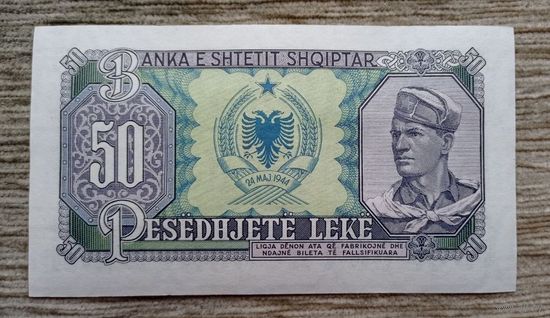 50 BANKA E SHTETIT SHQIPTAR 50
50
24 MAJ 1944
50 PESËDHJETË LEKË 50
LIGJA DËNON ATA QË FABRIKOJNË DHE
NDAJNË BILETA TË FALLSIFIKUARA